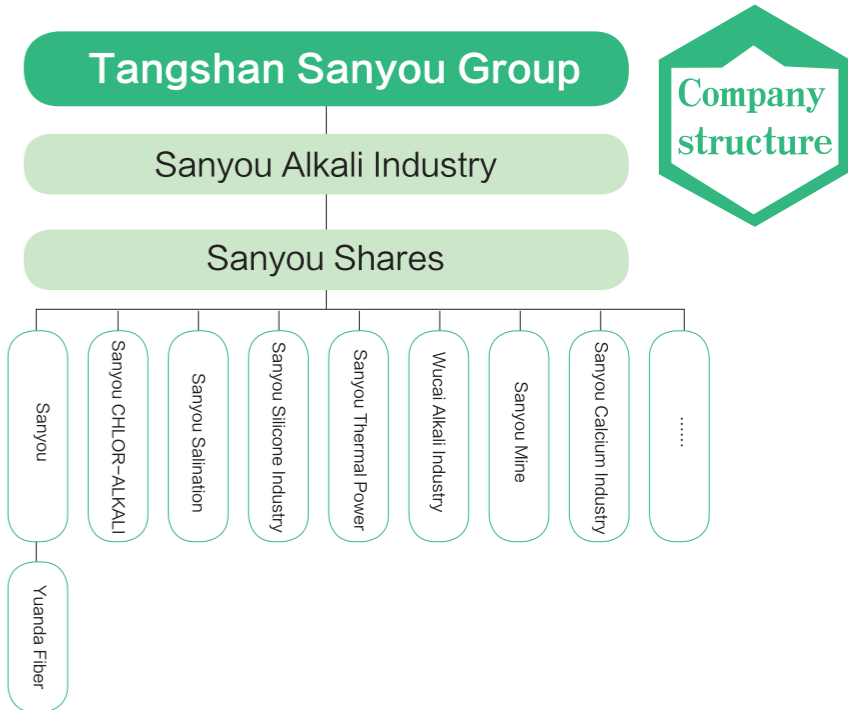 Tangshan Sanyou Group
Company
structure
Sanyou Alkali Industry
Sanyou Shares
Sanyou
Sanyou CHLOR-ALKALI
Sanyou Salination
Sanyou Silicone Industry
Sanyou Thermal Power
Wucai Alkali Industry
Sanyou Mine
Sanyou Calcium Industry
......
Yuanda Fiber